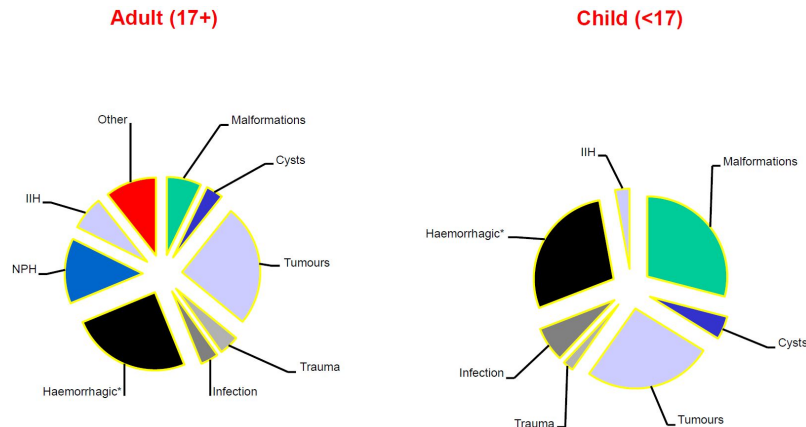 Adult (17+)
Child (<17)
Other
Malformations
Cysts
IIH
Tumours
NPH
Trauma
Haemorrhagic*
Infection
IIH
Malformations
Haemorrhagic*
Cysts
Infection
Trauma
Tumours